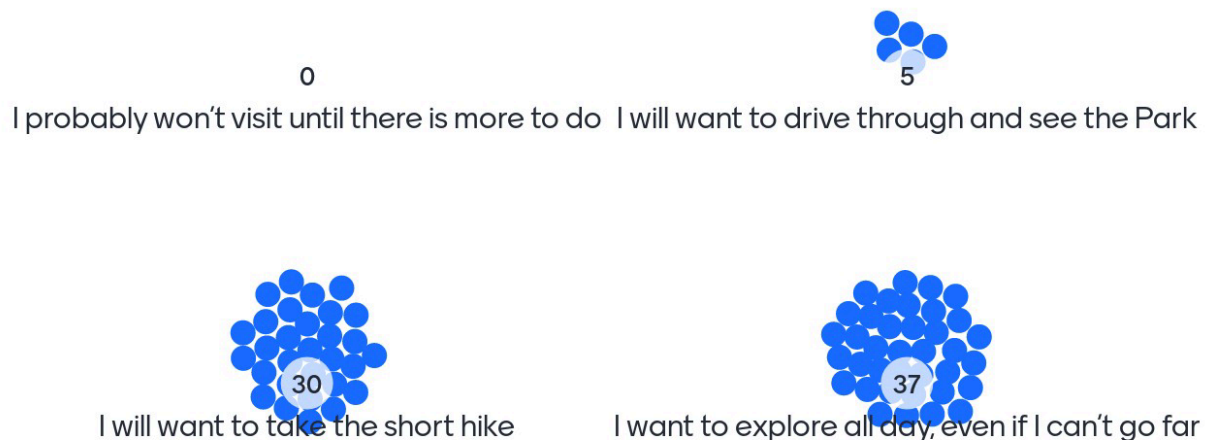 0
I probably won't visit until there is more to do
5
I will want to drive through and see the Park
30
I will want to take the short hike
37
I want to explore all day, even if I can't go far